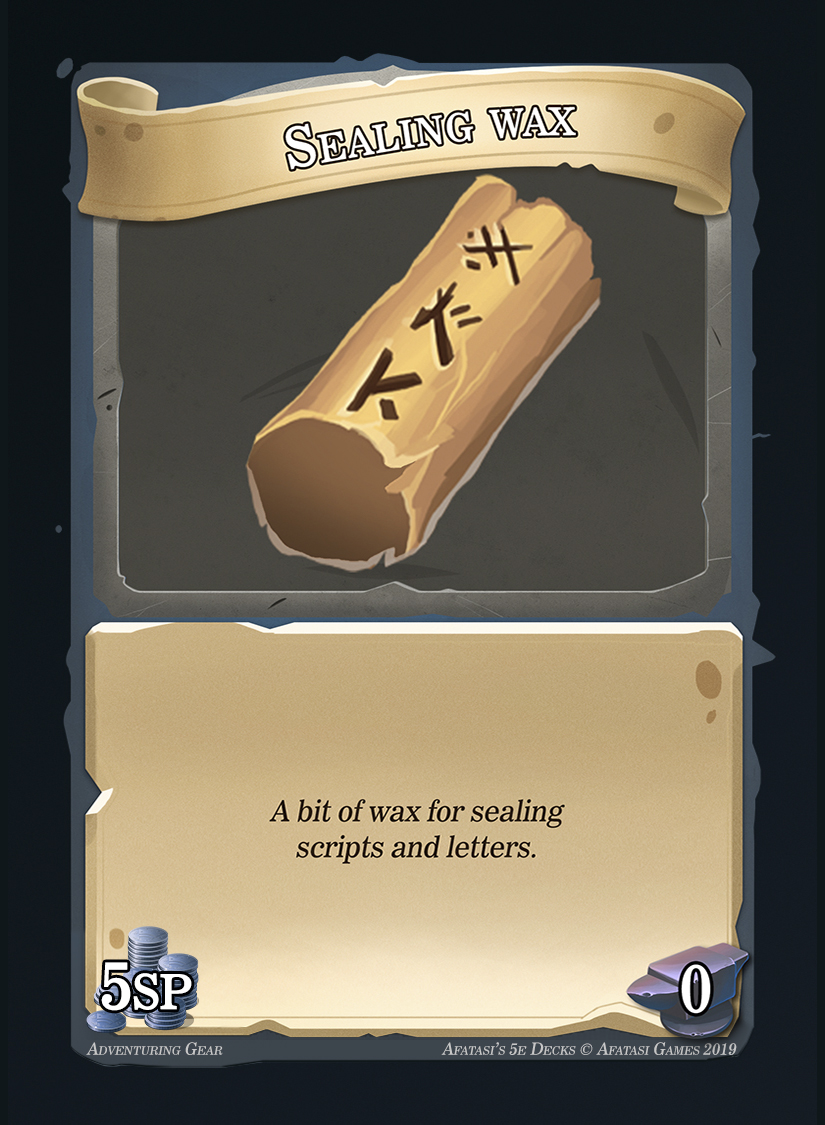 Sealing wax
A bit of wax for sealing
scripts and letters.
5SP
0
Adventuring Gear
Afatasi's 5e Decks © Afatasi Games 2019